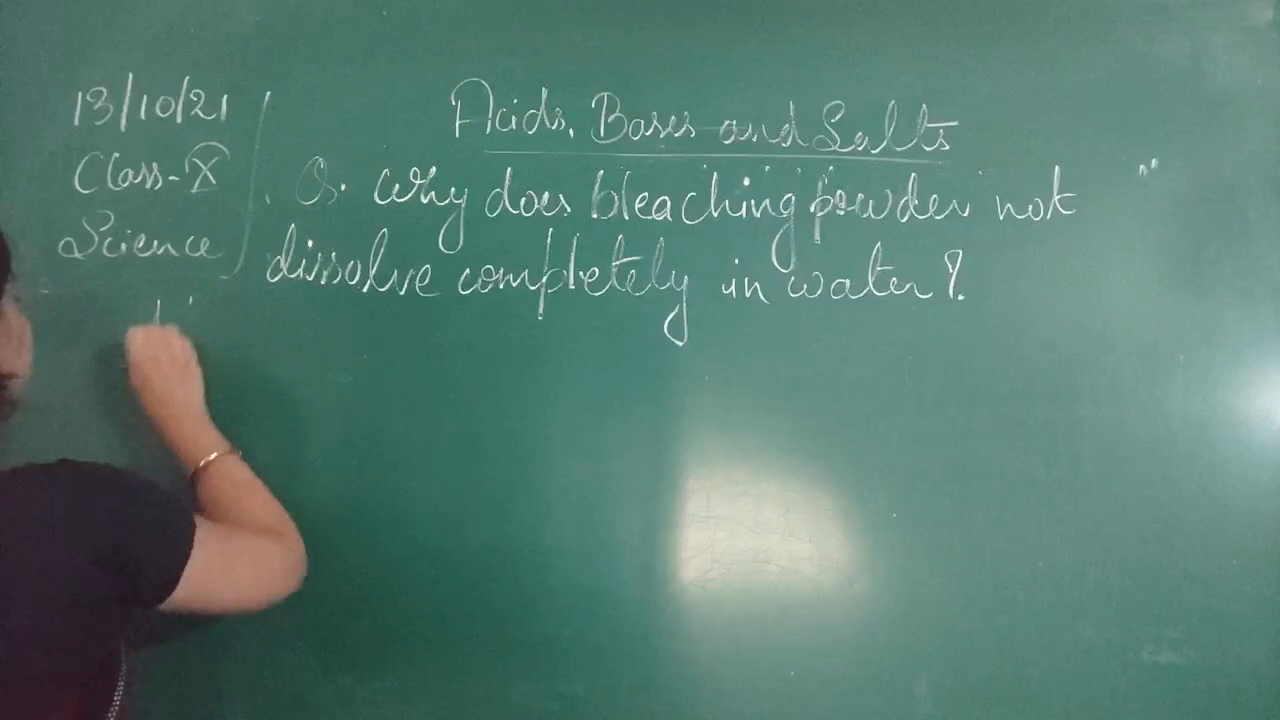 13/10/21
Class-X
Science
Acids, Bases and Salts
Q. Why does bleaching powder not
dissolve completely in water?